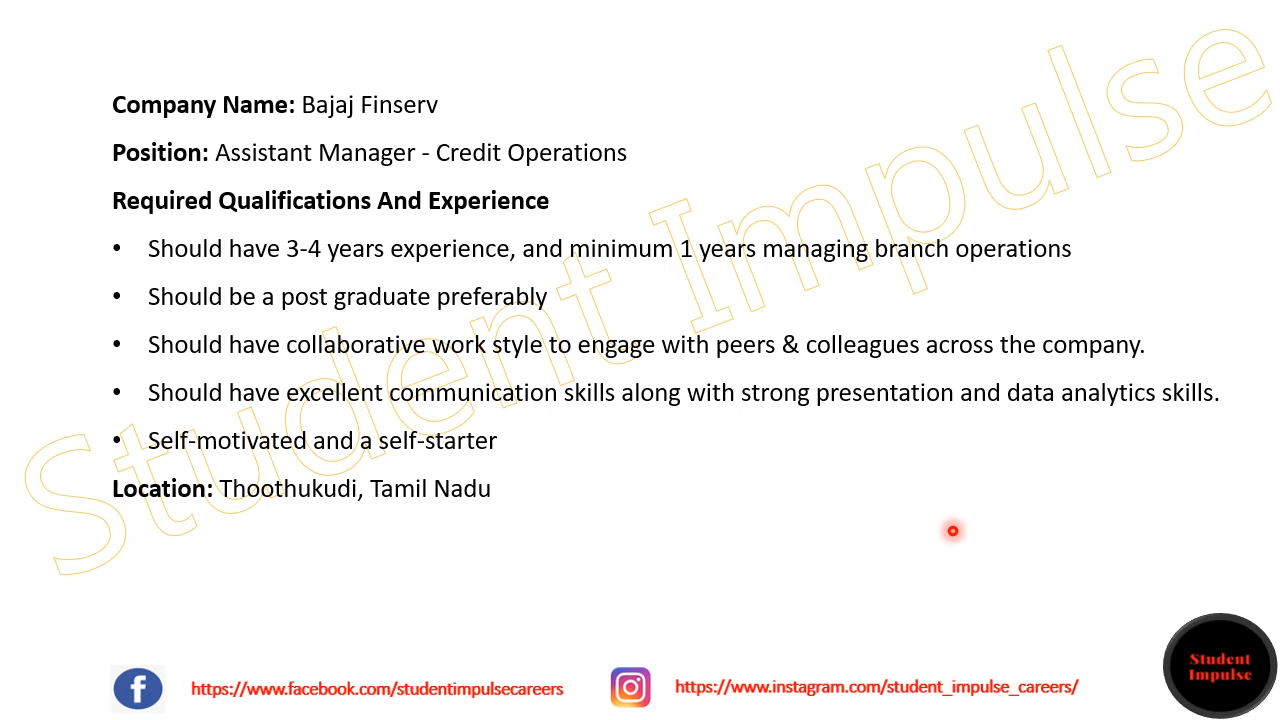 Company Name: Bajaj Finserv
Position: Assistant Manager - Credit Operations
Required Qualifications And Experience
• Should have 3-4 years experience, and minimum 1 years managing branch operations
• Should be a post graduate preferably
• Should have collaborative work style to engage with peers & colleagues across the company.
• Should have excellent communication skills along with strong presentation and data analytics skills.
• Self-motivated and a self-starter
Location: Thoothukudi, Tamil Nadu
Student Impulse
https://www.facebook.com/studentimpulsecareers
https://www.instagram.com/student_impulse_careers/
Student
Impulse